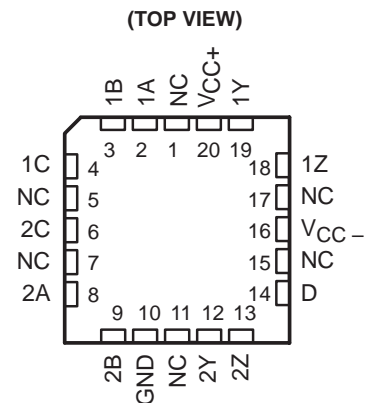 (TOP VIEW)
1B 1A NC VCC+ 1Y
3 2 1 20 19
1C 4 18 1Z
NC 5 17 NC
2C 6 16 VCC –
NC 7 15 NC
2A 8 14 D
9 10 11 12 13
2B GND NC 2Y 2Z